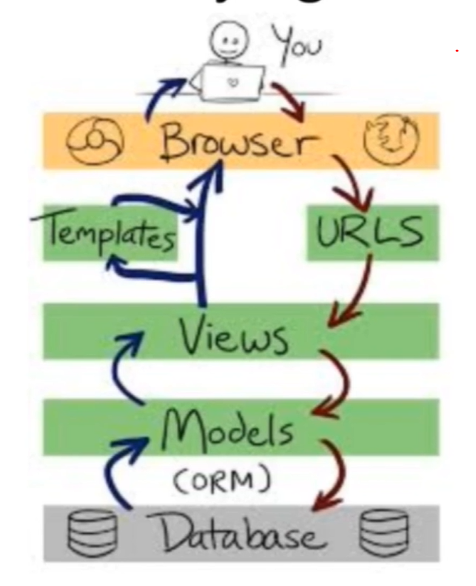 You
Browser
Templates
URLS
Views
Models
(ORM)
Database